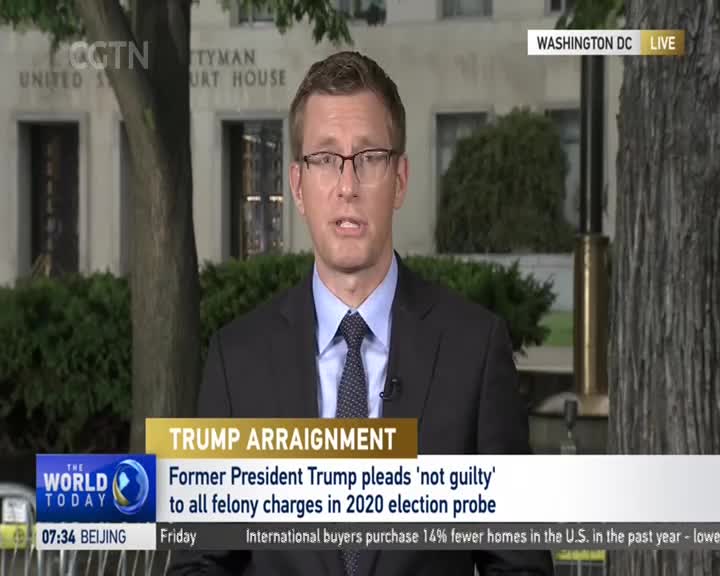 CGTN
WASHINGTON DC LIVE
TTYMAN
UNITED ST RT HOUSE
TRUMP ARRAIGNMENT
THE WORLD TODAY
Former President Trump pleads 'not guilty'
to all felony charges in 2020 election probe
07:34 BEIJING
Friday International buyers purchase 14% fewer homes in the U.S. in the past year - lowe